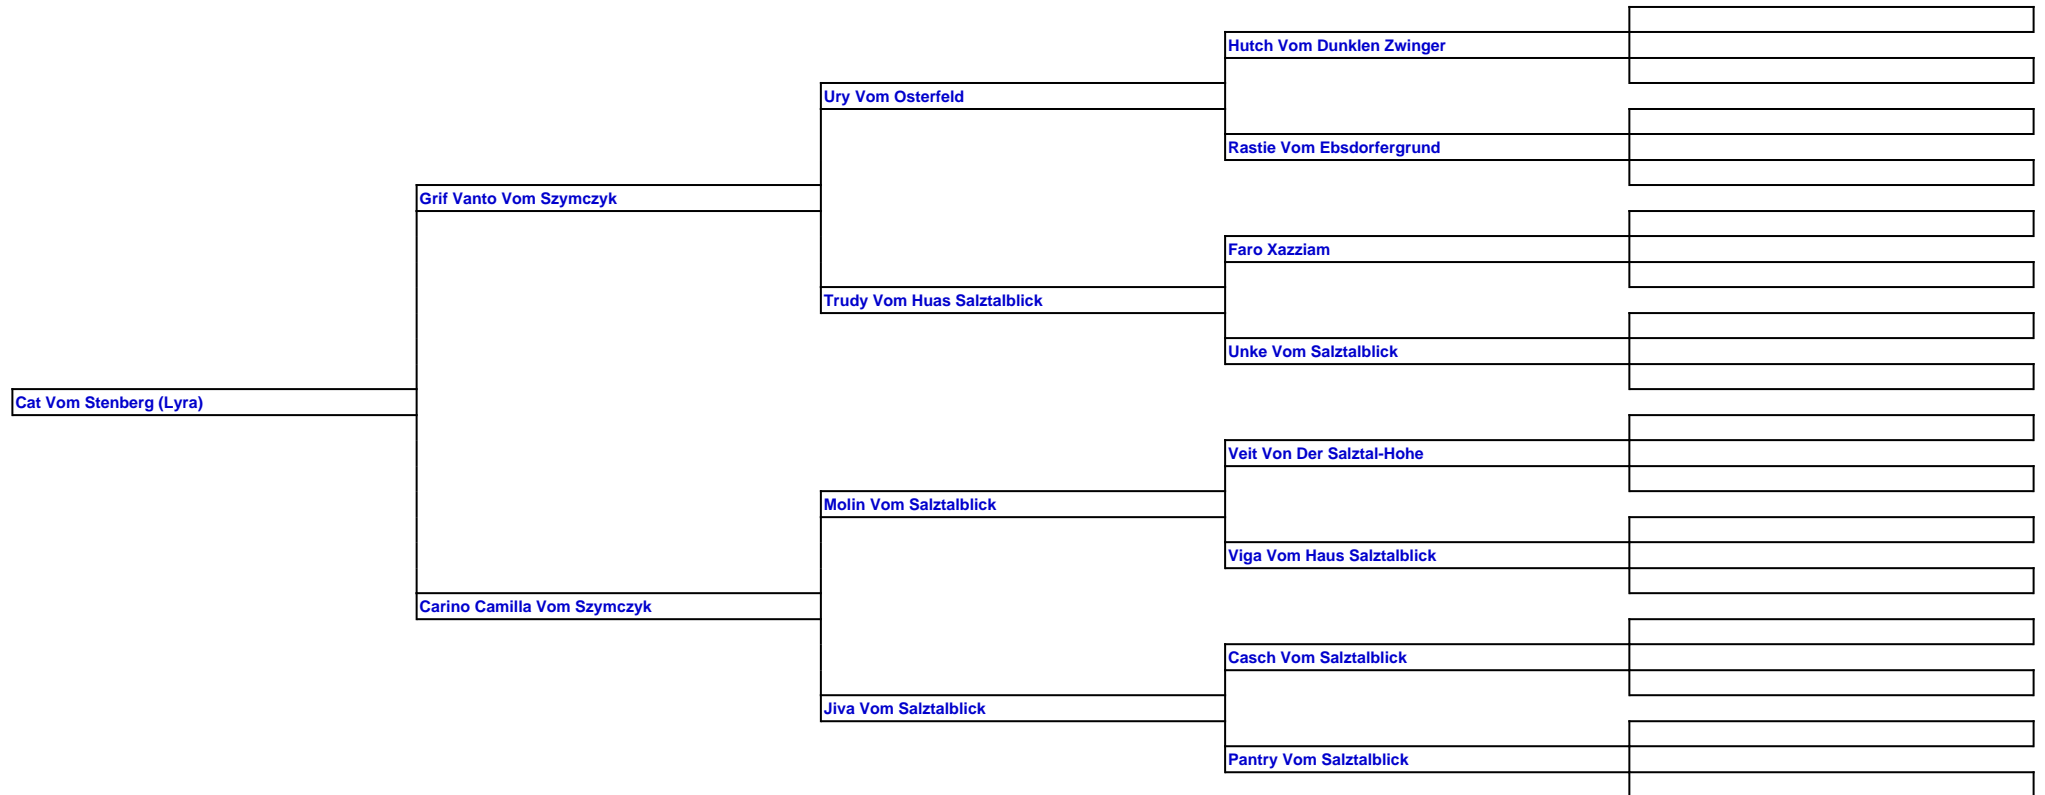 Hutch Vom Dunklen Zwinger
Ury Vom Osterfeld
Rastie Vom Ebsdorfergrund
Grif Vanto Vom Szymczyk
Faro Xazziam
Trudy Vom Huas Salztalblick
Unke Vom Salztalblick
Cat Vom Stenberg (Lyra)
Veit Von Der Salztal-Hohe
Molin Vom Salztalblick
Viga Vom Haus Salztalblick
Carino Camilla Vom Szymczyk
Casch Vom Salztalblick
Jiva Vom Salztalblick
Pantry Vom Salztalblick